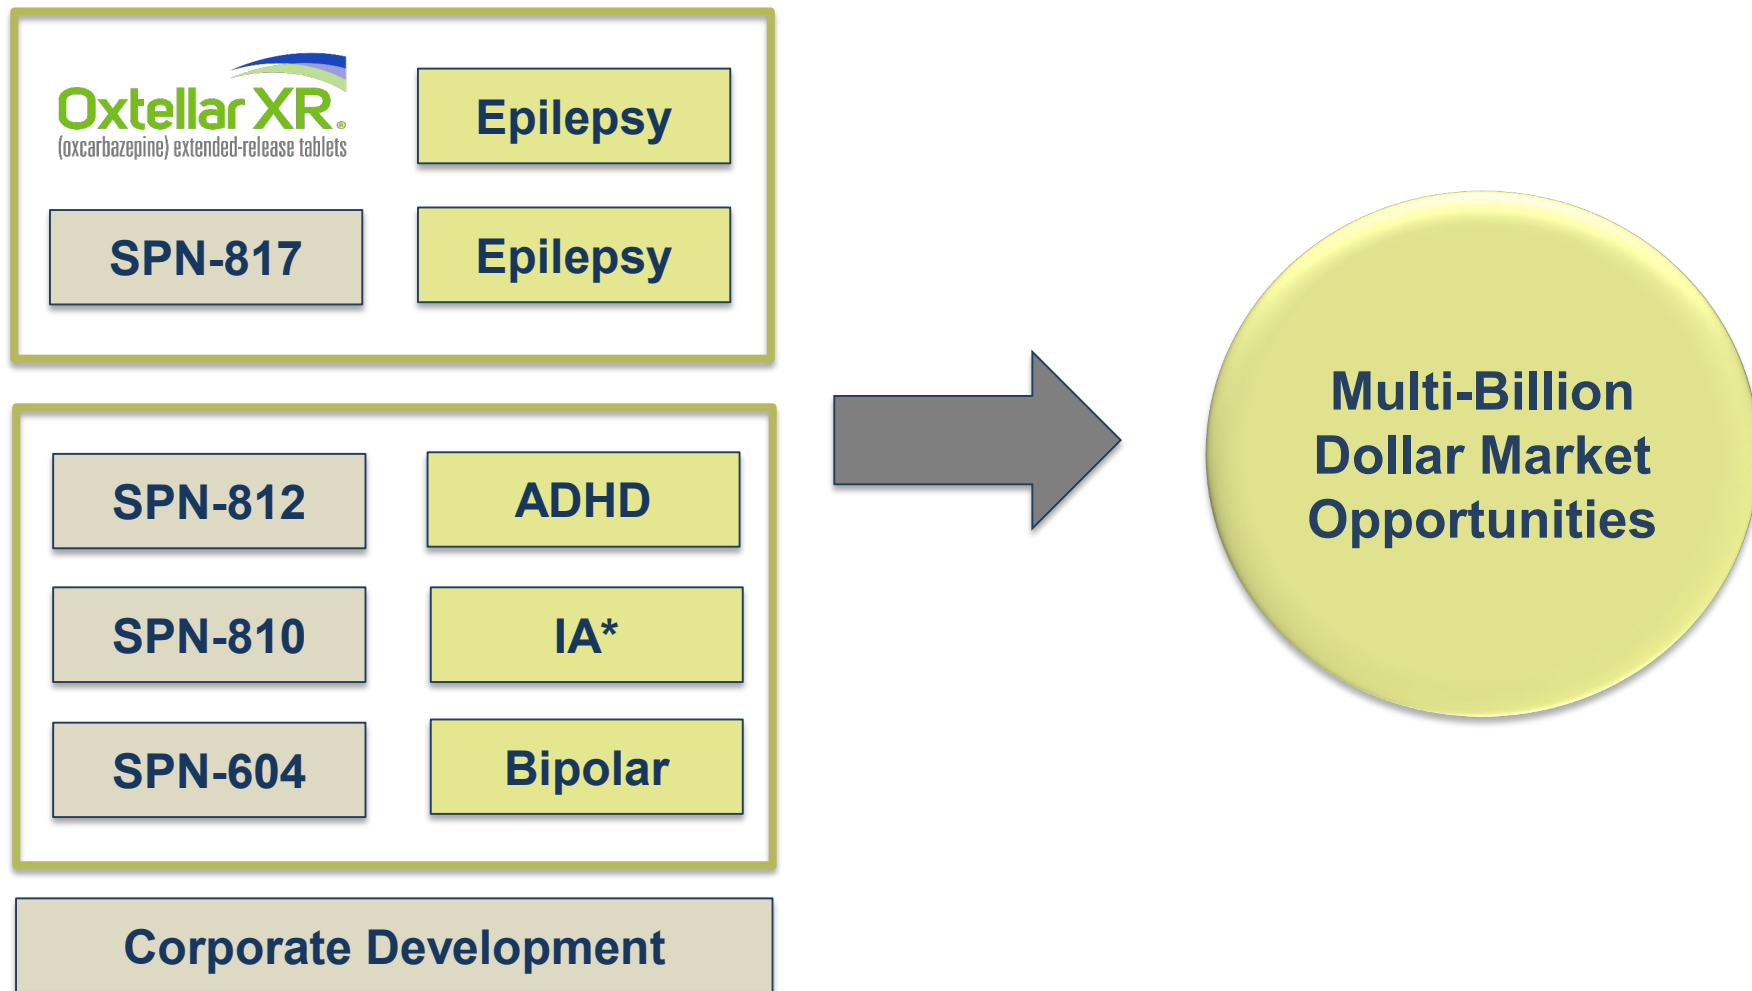 Oxtellar XR®
(oxcarbazepine) extended-release tablets
Epilepsy
SPN-817
Epilepsy
SPN-812
ADHD
SPN-810
IA*
SPN-604
Bipolar
Corporate Development
Multi-Billion
Dollar Market
Opportunities